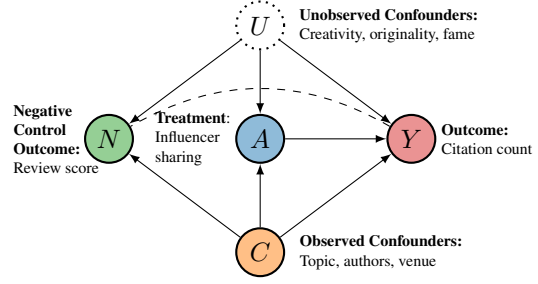 U
Unobserved Confounders:
Creativity, originality, fame
Negative
Control
Outcome:
Review score
N
Treatment:
Influencer
sharing
A
Y
Outcome:
Citation count
C
Observed Confounders:
Topic, authors, venue